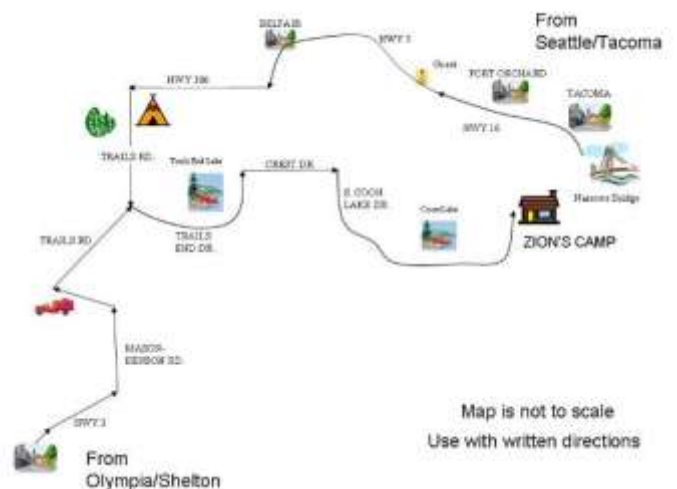 BELFAIR
From
Seattle/Tacoma
HWY 3
Gorst
PORT ORCHARD
HWY 106
TACOMA
HWY 16
TRAILS RD.
CREST DR.
Narrows Bridge
S. COON
LAKE DR.
ZION'S CAMP
TRAILS
END DR.
TRAILS RD.
MASON-
BENSON RD.
HWY 3
Map is not to scale
Use with written directions
From
Olympia/Shelton